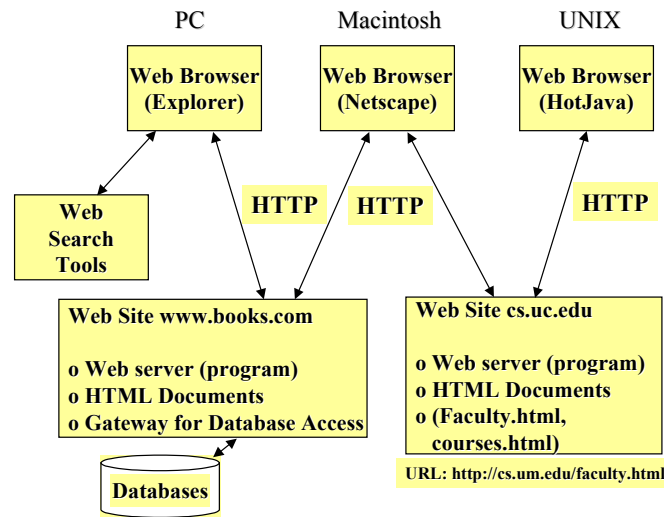 PC
Macintosh
UNIX
Web Browser
(Explorer)
Web Browser
(Netscape)
Web Browser
(HotJava)
HTTP
HTTP
HTTP
Web
Search
Tools
Web Site www.books.com
o Web server (program)
o HTML Documents
o Gateway for Database Access
Web Site cs.uc.edu
o Web server (program)
o HTML Documents
o (Faculty.html,
courses.html)
URL: http://cs.um.edu/faculty.html
Databases